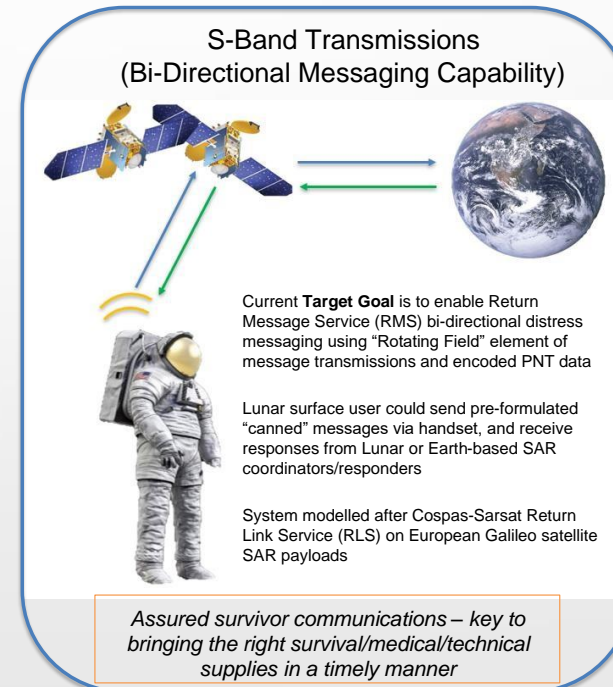 S-Band Transmissions
(Bi-Directional Messaging Capability)
Current Target Goal is to enable Return
Message Service (RMS) bi-directional distress
messaging using “Rotating Field” element of
message transmissions and encoded PNT data
Lunar surface user could send pre-formulated
“canned” messages via handset, and receive
responses from Lunar or Earth-based SAR
coordinators/responders
System modelled after Cospas-Sarsat Return
Link Service (RLS) on European Galileo satellite
SAR payloads
Assured survivor communications – key to
bringing the right survival/medical/technical
supplies in a timely manner